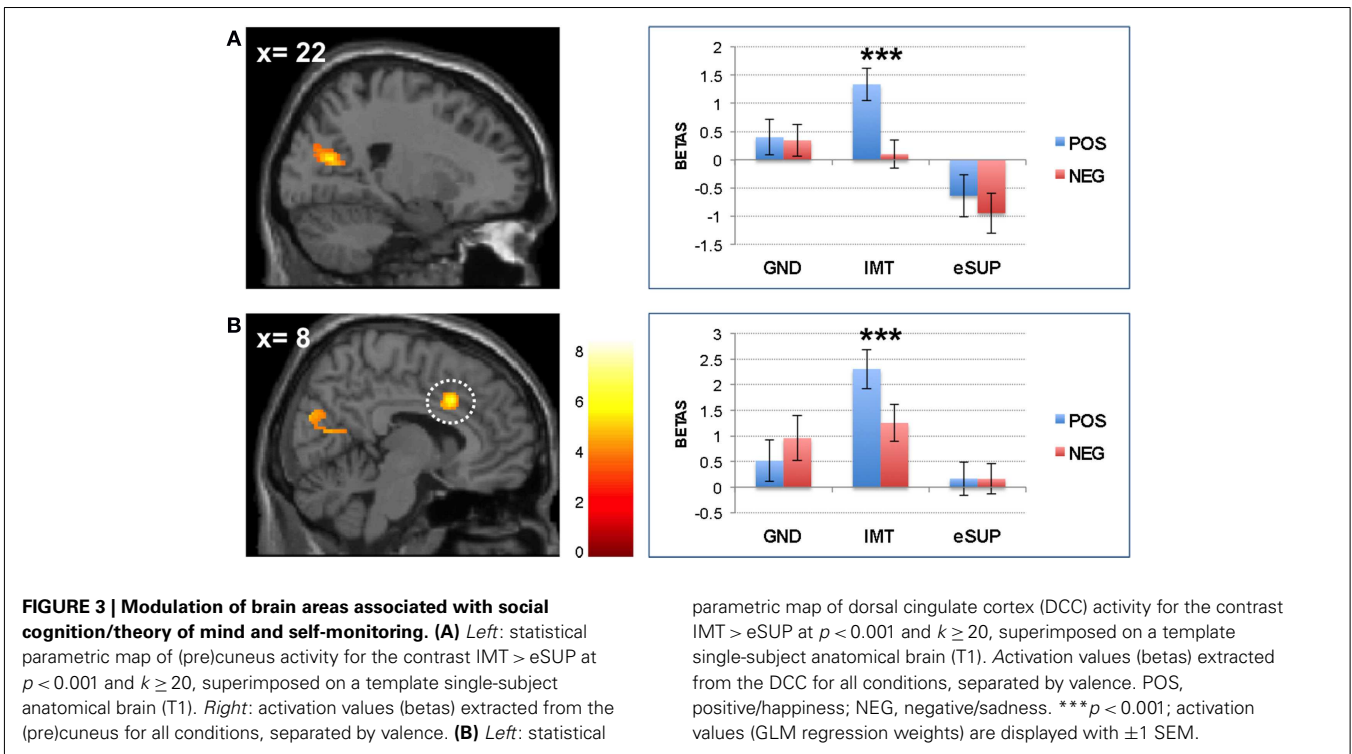 A
x= 22
2
1.5
1
0.5
0
-0.5
-1
-1.5
BETAS
***
GND IMT eSUP
POS
NEG
B
x= 8
8
6
4
2
0
3
2.5
2
1.5
1
0.5
0
-0.5
BETAS
***
GND IMT eSUP
POS
NEG
FIGURE 3 | Modulation of brain areas associated with social
cognition/theory of mind and self-monitoring. (A) Left: statistical
parametric map of (pre)cuneus activity for the contrast IMT > eSUP at
p < 0.001 and k ≥ 20, superimposed on a template single-subject
anatomical brain (T1). Right: activation values (betas) extracted from the
(pre)cuneus for all conditions, separated by valence. (B) Left: statistical
parametric map of dorsal cingulate cortex (DCC) activity for the contrast
IMT > eSUP at p < 0.001 and k ≥ 20, superimposed on a template
single-subject anatomical brain (T1). Activation values (betas) extracted
from the DCC for all conditions, separated by valence. POS,
positive/happiness; NEG, negative/sadness. ***p < 0.001; activation
values (GLM regression weights) are displayed with ±1 SEM.